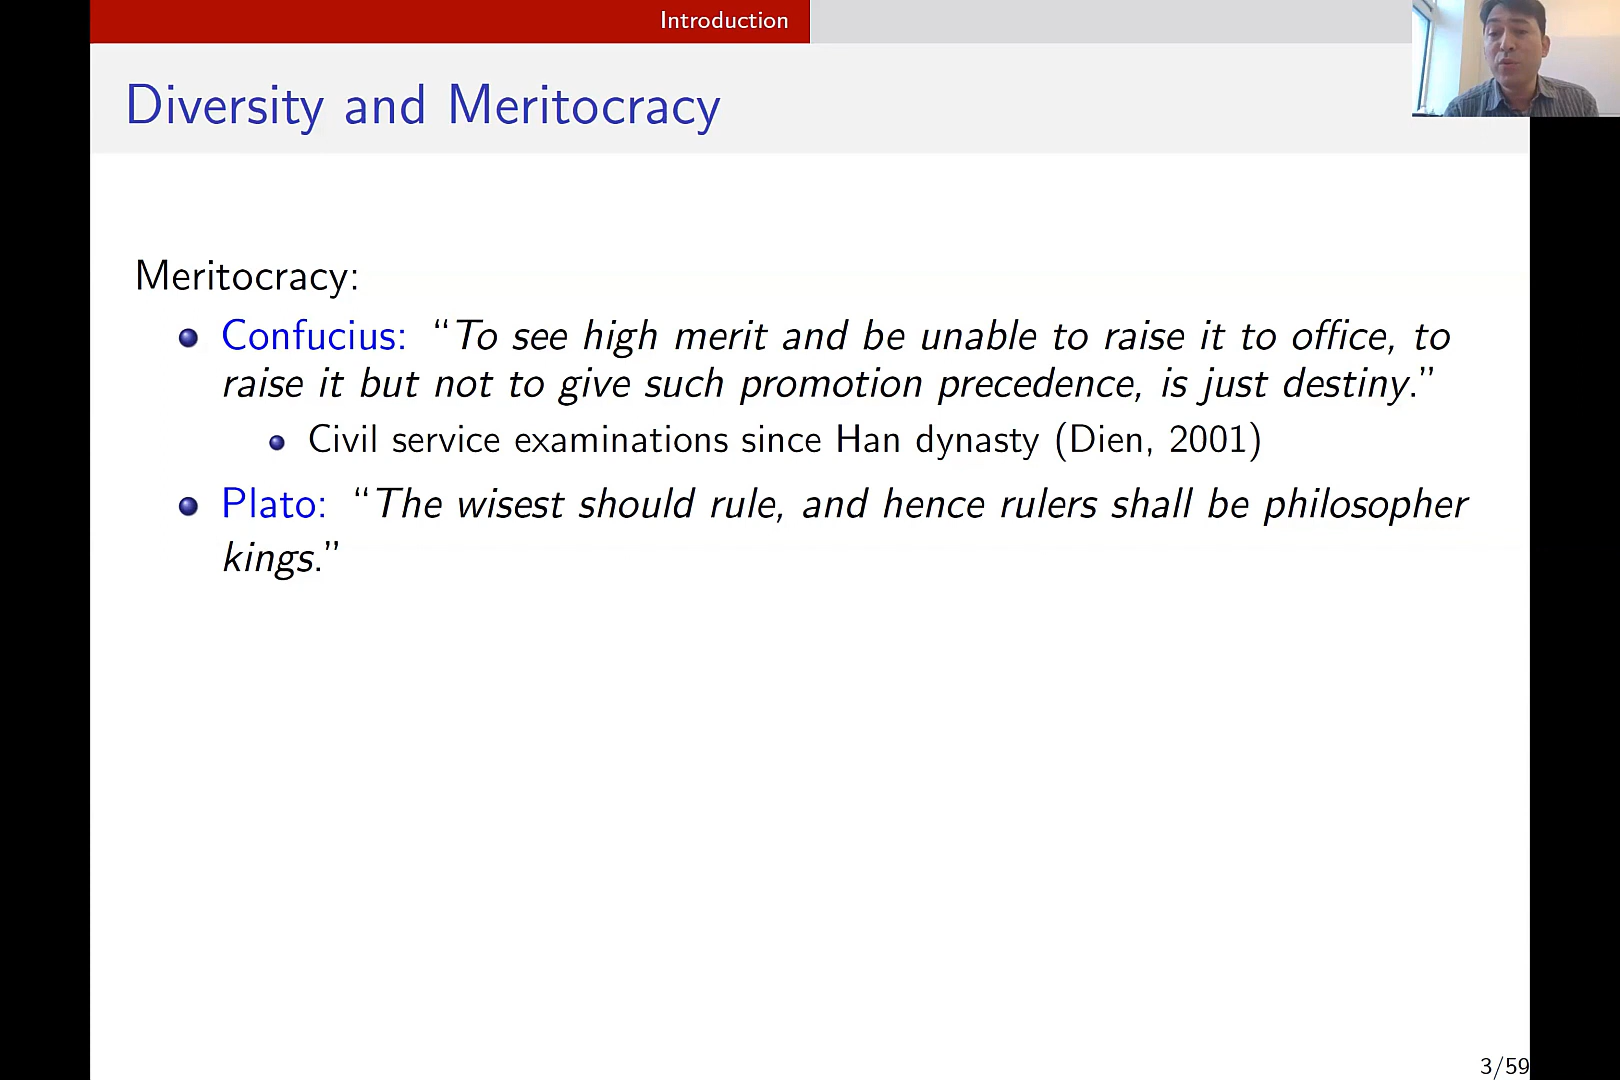 Introduction
Diversity and Meritocracy
Meritocracy:
Confucius: “To see high merit and be unable to raise it to office, to
raise it but not to give such promotion precedence, is just destiny.”
Civil service examinations since Han dynasty (Dien, 2001)
Plato: “The wisest should rule, and hence rulers shall be philosopher
kings.”
3/59